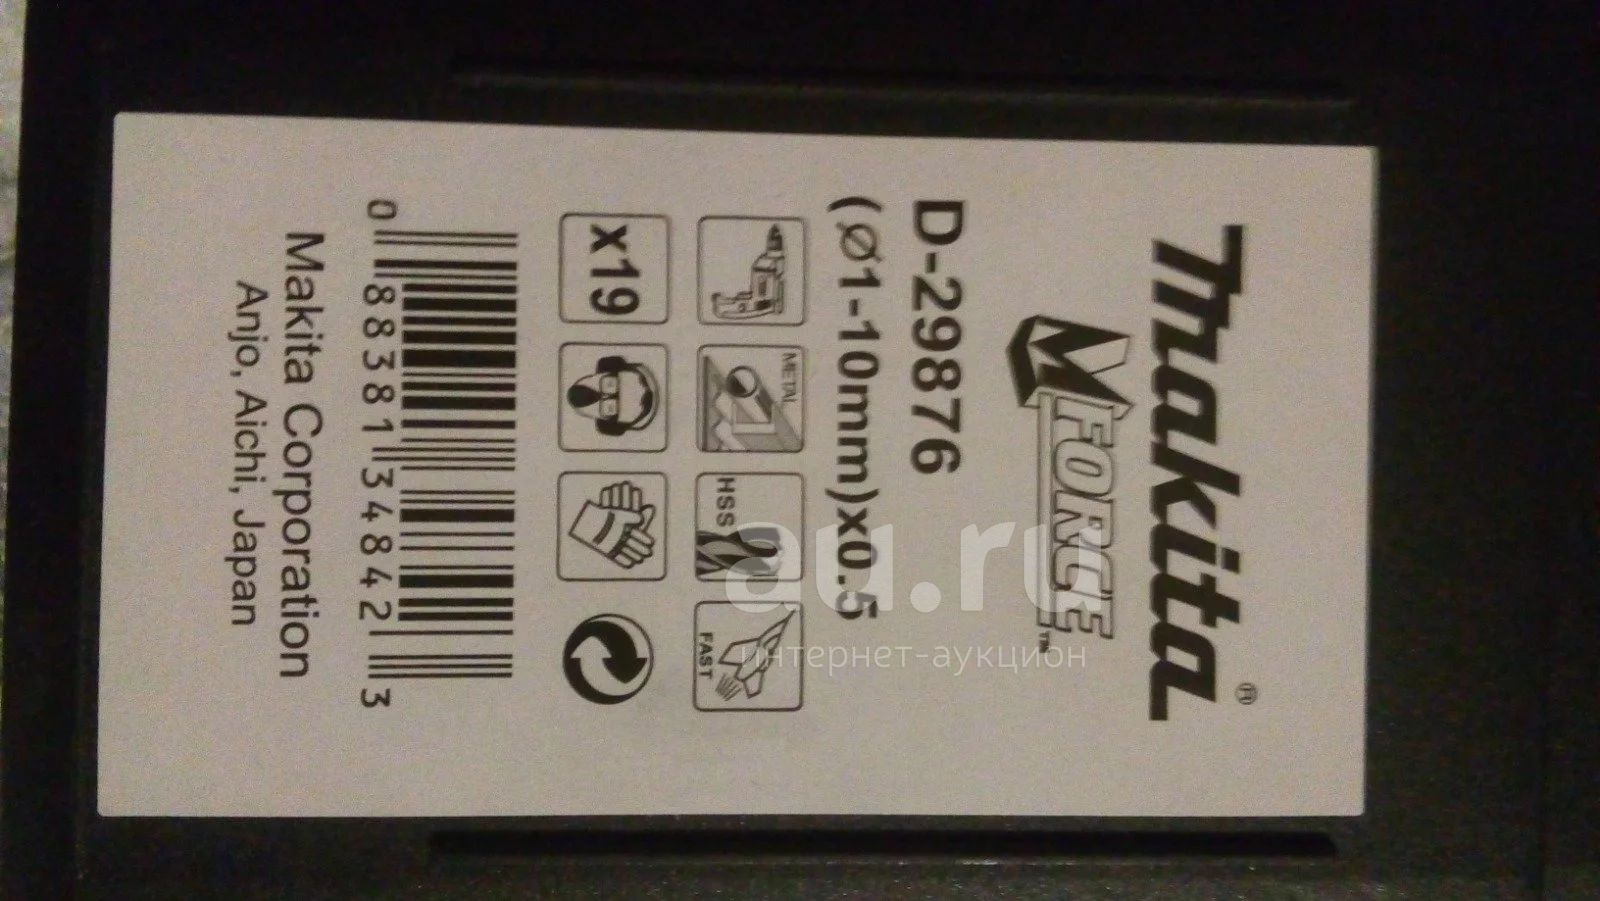 makita®
M FORCE™
D-29876
(Ø1-10mm)x0.5
METAL
HSS
FAST
x19
0 88381 34842 3
Makita Corporation
Anjo, Aichi, Japan
au.ru
интернет-аукцион